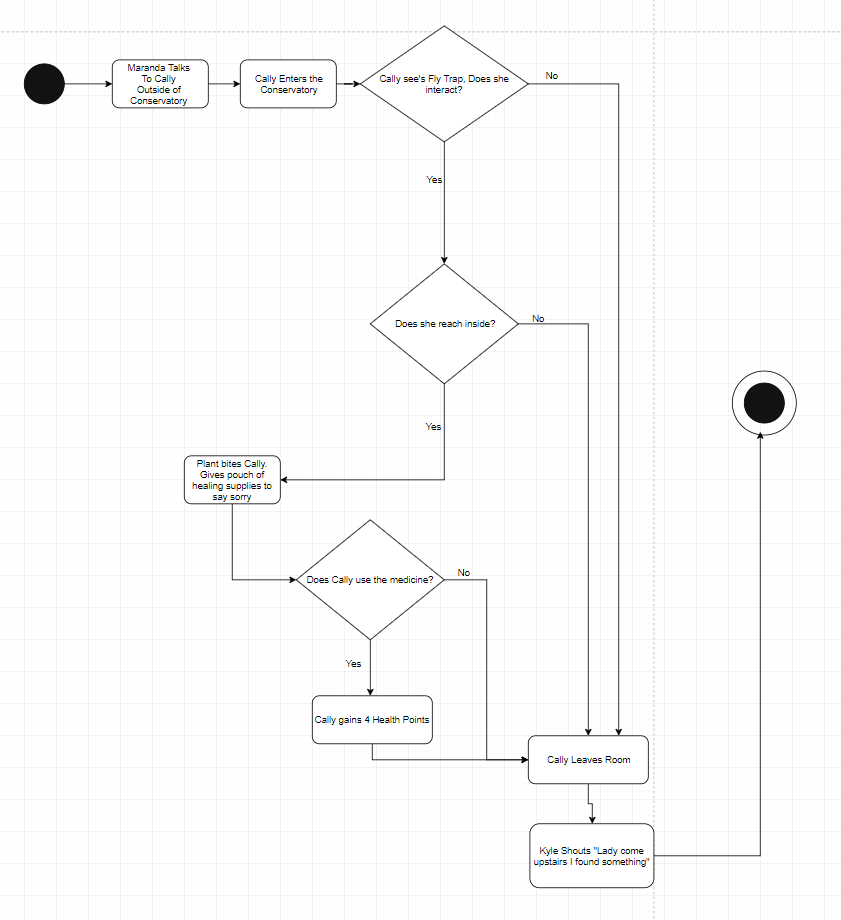 Maranda Talks
To Cally
Outside of
Conservatory
Cally Enters the
Conservatory
Cally see's Fly Trap, Does she
interact?
No
Yes
Does she reach inside?
No
Yes
Plant bites Cally.
Gives pouch of
healing supplies to
say sorry
Does Cally use the medicine?
No
Yes
Cally gains 4 Health Points
Cally Leaves Room
Kyle Shouts "Lady come
upstairs I found something"